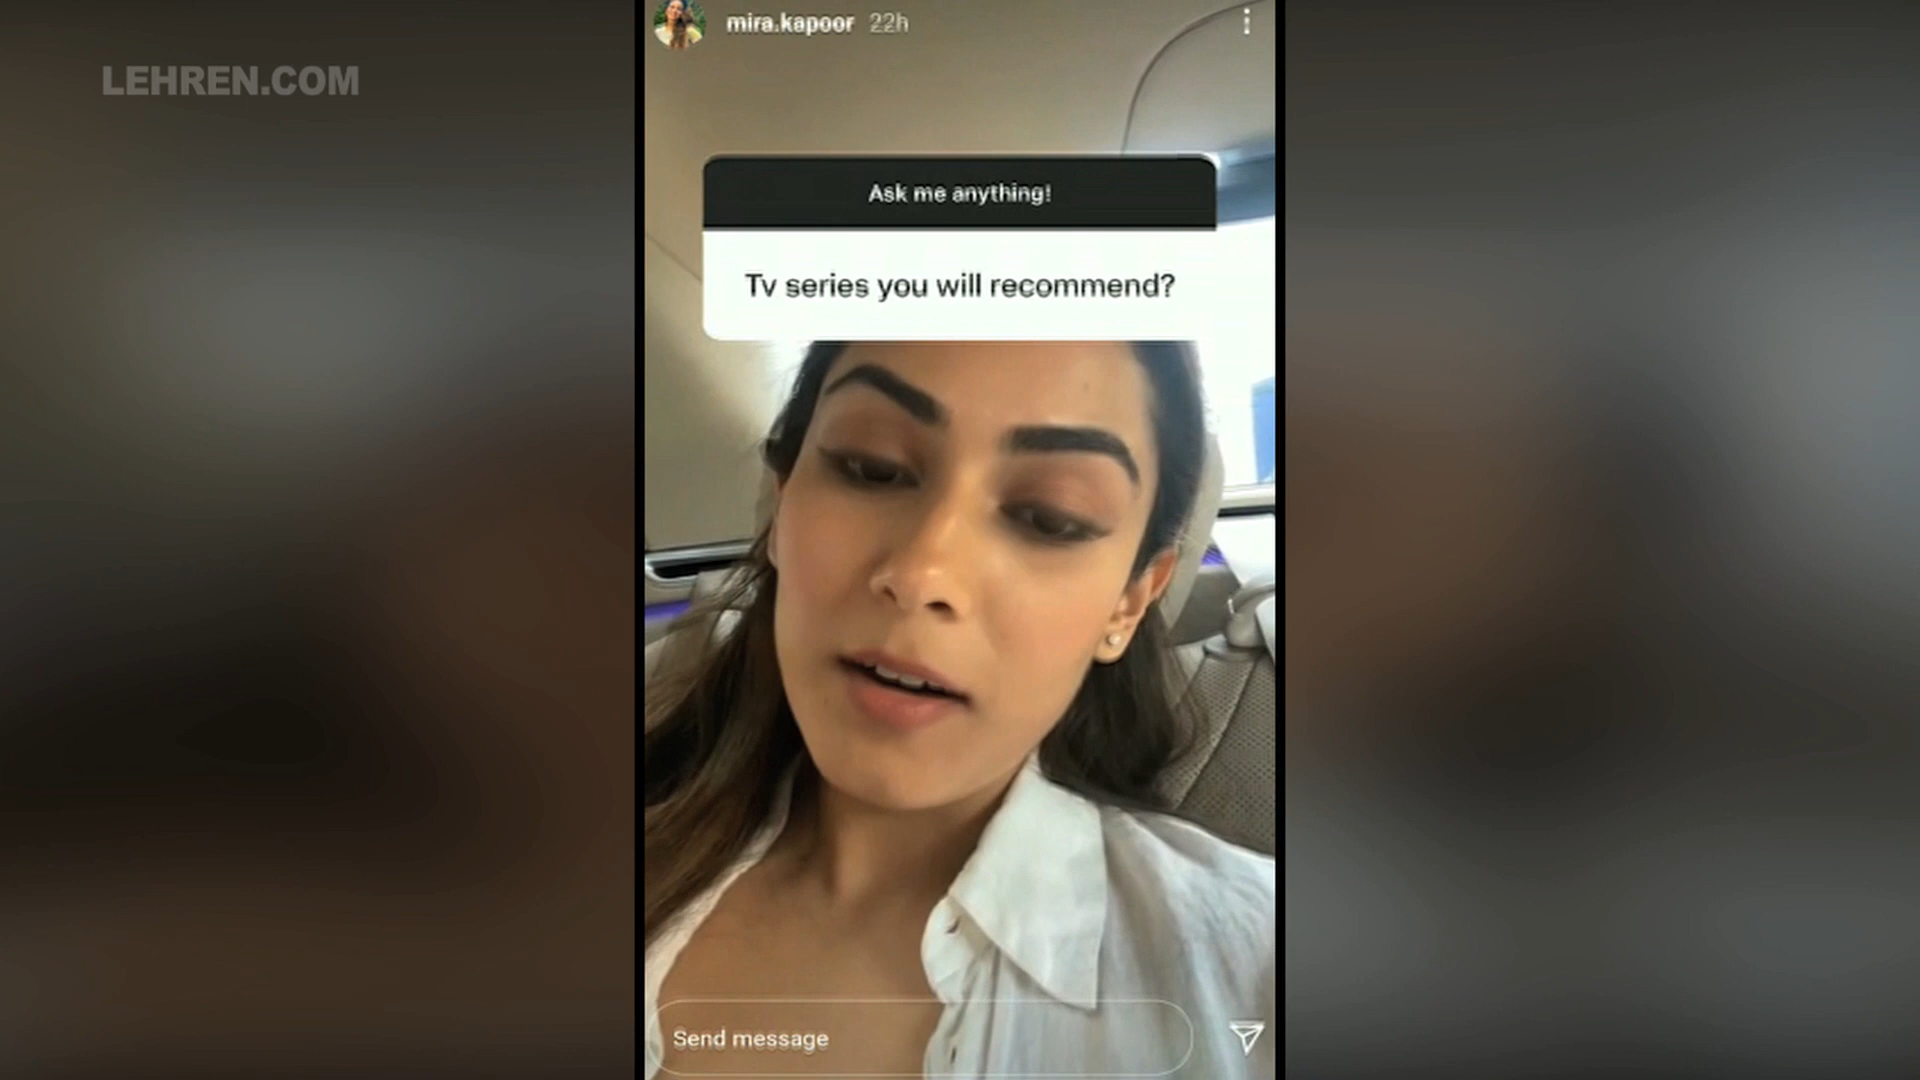 LEHREN.COM
mira.kapoor 22h
Ask me anything!
Tv series you will recommend?
Send message